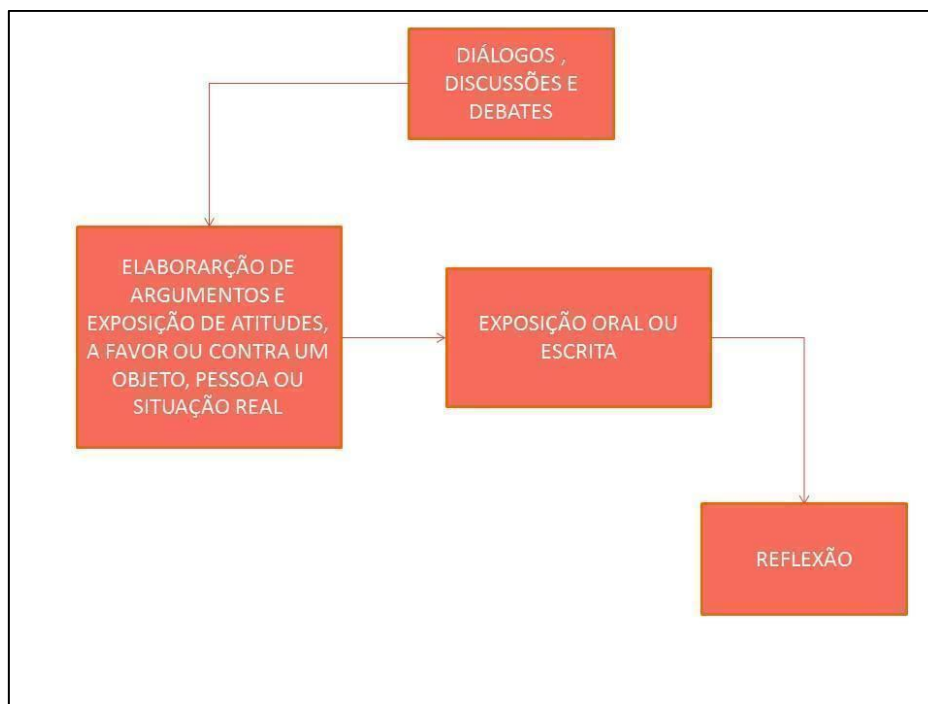 DIÁLOGOS ,
DISCUSSÕES E
DEBATES
ELABORARÇÃO DE
ARGUMENTOS E
EXPOSIÇÃO DE ATITUDES,
A FAVOR OU CONTRA UM
OBJETO, PESSOA OU
SITUAÇÃO REAL
EXPOSIÇÃO ORAL OU
ESCRITA
REFLEXÃO